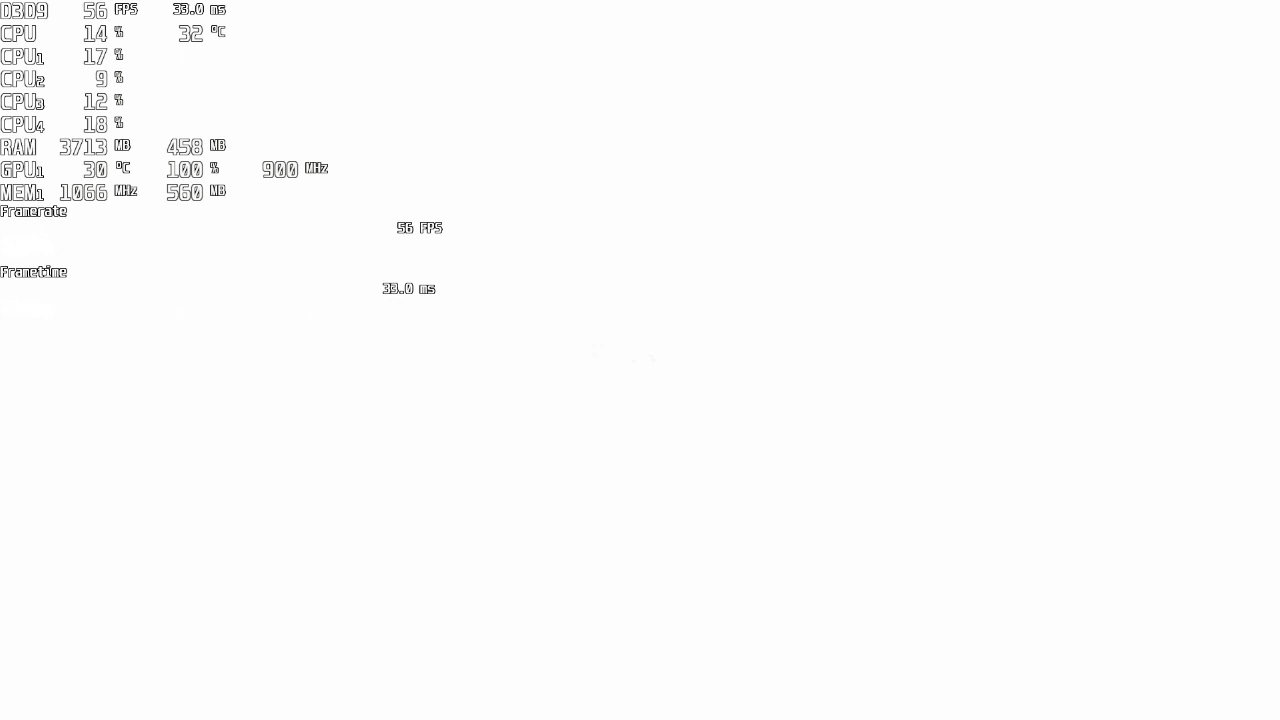 D3D9 56 FPS 33.0 ms
CPU 14 % 32 °C
CPU1 17 %
CPU2 9 %
CPU3 12 %
CPU4 18 %
RAM 3713 MB 458 MB
GPU1 30 °C 100 % 900 MHz
MEM1 1066 MHz 560 MB
Framerate
56 FPS
Frametime
33.0 ms